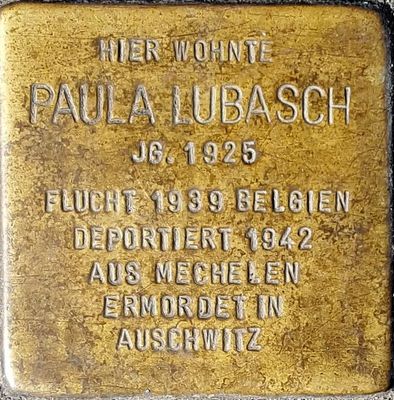 HIER WOHNTE
PAULA LUBASCH
JG. 1925
FLUCHT 1939 BELGIEN
DEPORTIERT 1942
AUS MECHELEN
ERMORDET IN
AUSCHWITZ